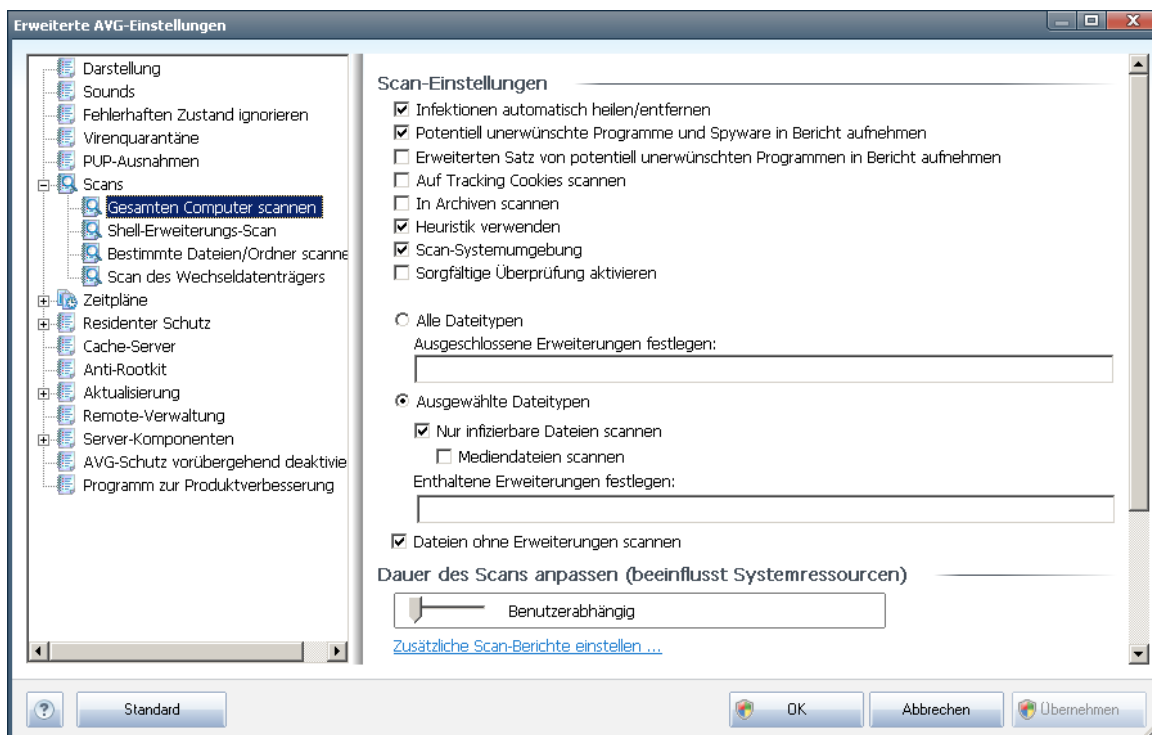 Erweiterte AVG-Einstellungen
Darstellung
Sounds
Fehlerhaften Zustand ignorieren
Virenquarantäne
PUP-Ausnahmen
Scans
Gesamten Computer scannen
Shell-Erweiterungs-Scan
Bestimmte Dateien/Ordner scanne
Scan des Wechseldatenträgers
Zeitpläne
Residenter Schutz
Cache-Server
Anti-Rootkit
Aktualisierung
Remote-Verwaltung
Server-Komponenten
AVG-Schutz vorübergehend deaktivie
Programm zur Produktverbesserung
Scan-Einstellungen
Infektionen automatisch heilen/entfernen
Potentiell unerwünschte Programme und Spyware in Bericht aufnehmen
Erweiterten Satz von potentiell unerwünschten Programmen in Bericht aufnehmen
Auf Tracking Cookies scannen
In Archiven scannen
Heuristik verwenden
Scan-Systemumgebung
Sorgfältige Überprüfung aktivieren
Alle Dateitypen
Ausgeschlossene Erweiterungen festlegen:
Ausgewählte Dateitypen
Nur infizierbare Dateien scannen
Mediendateien scannen
Enthaltene Erweiterungen festlegen:
Dateien ohne Erweiterungen scannen
Dauer des Scans anpassen (beeinflusst Systemressourcen)
Benutzerabhängig
Zusätzliche Scan-Berichte einstellen ...
? Standard OK Abbrechen Übernehmen